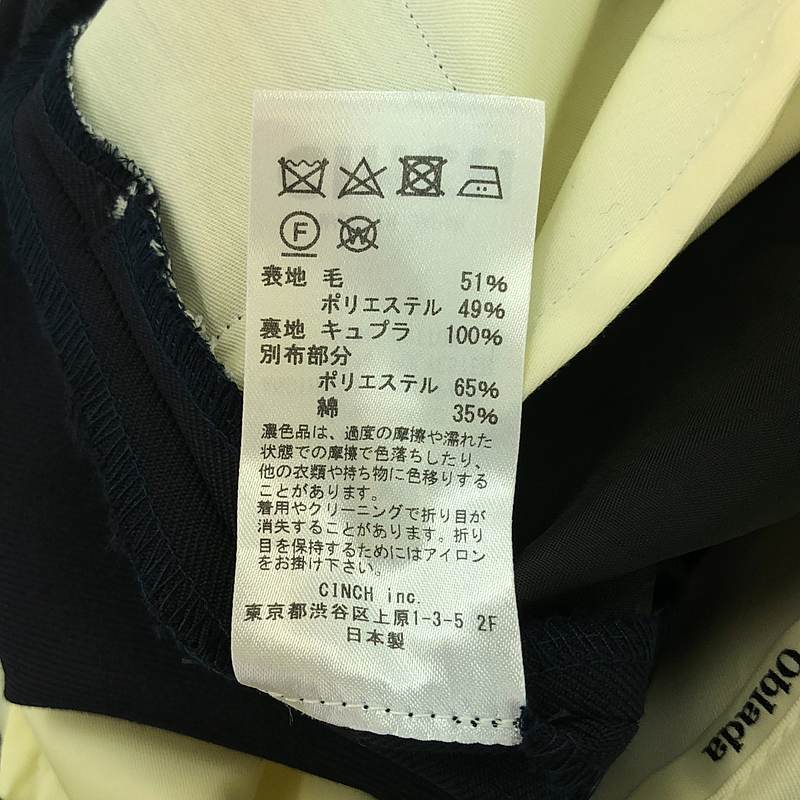 F W
表地 毛 51%
ポリエステル 49%
裏地 キュプラ 100%
別布部分
ポリエステル 65%
綿 35%
濃色品は、過度の摩擦や濡れた
状態での摩擦で色落ちしたり、
他の衣類や持ち物に色移りする
ことがあります。
着用やクリーニングで折り目が
消失することがあります。折り
目を保持するためにはアイロン
をお掛け下さい。
CINCH inc.
東京都渋谷区上原1-3-5 2F
日本製
Oblada